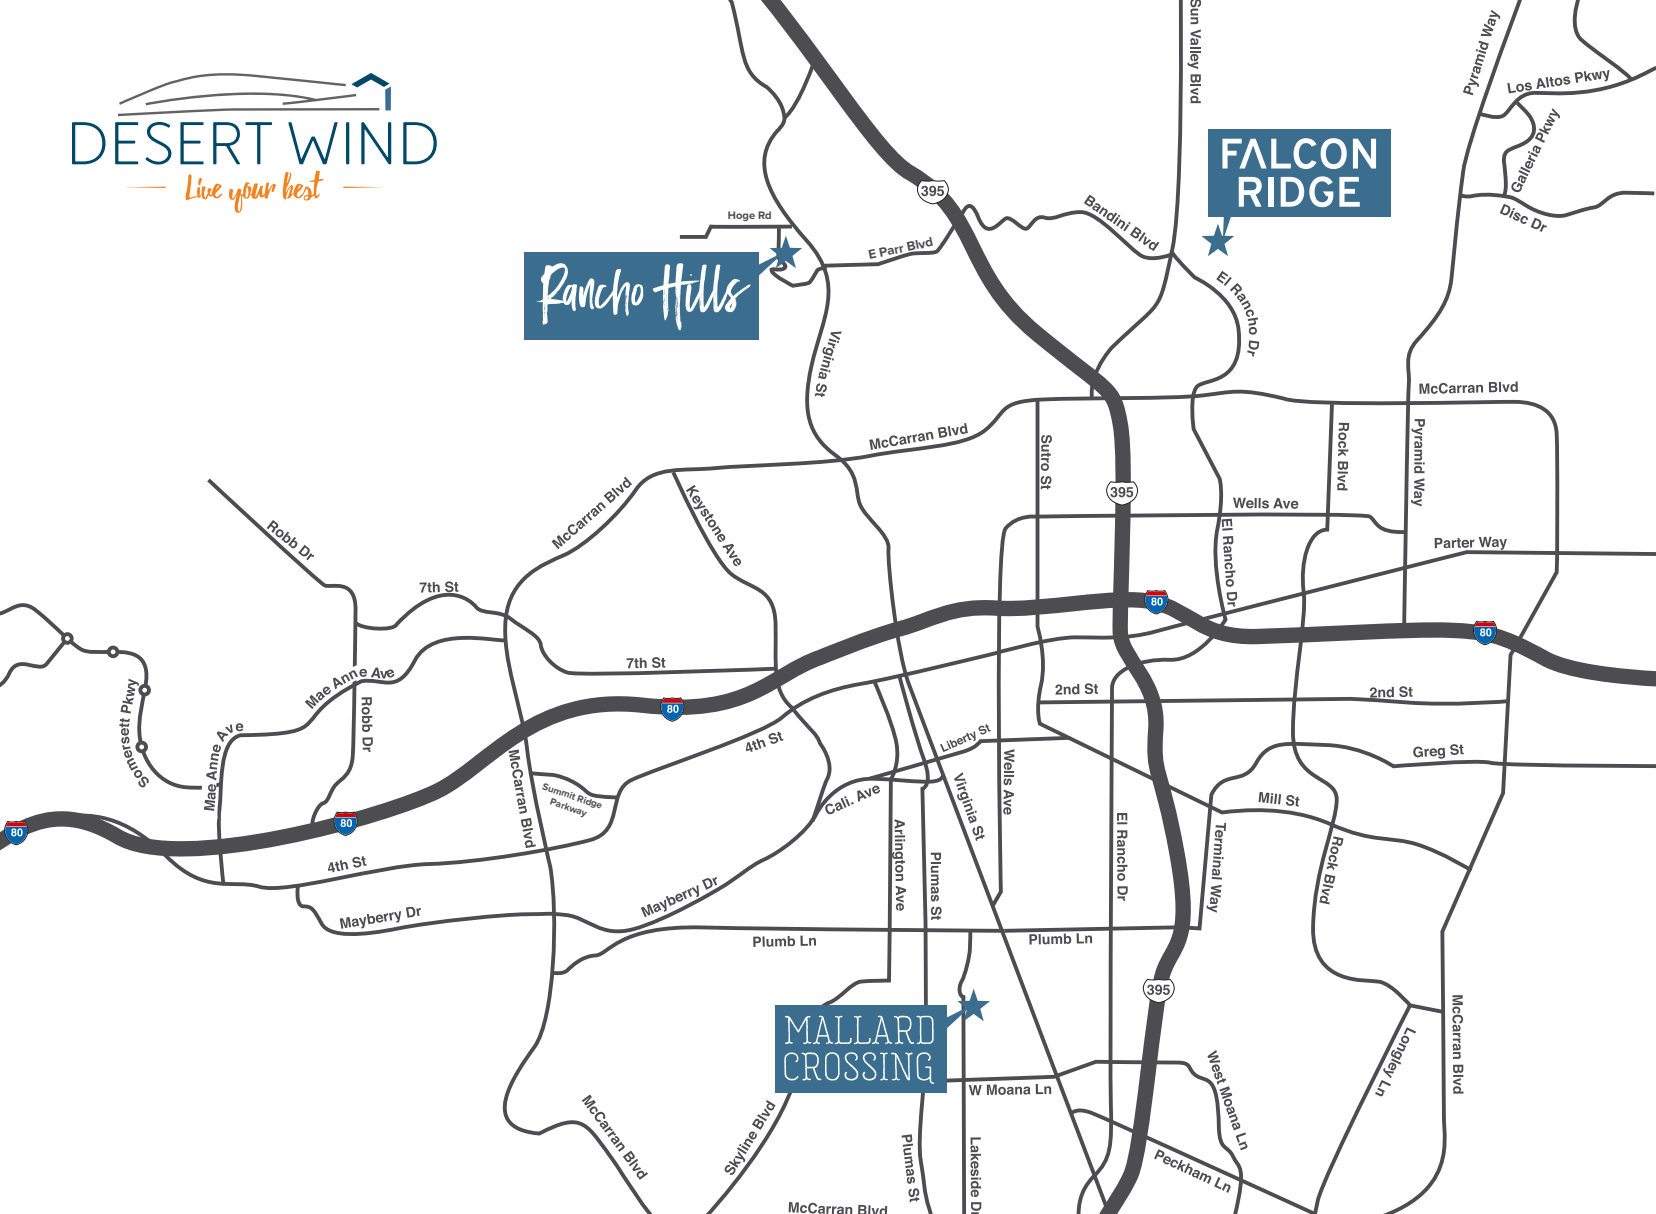 Sun Valley Blvd
Pyramid Way
Los Altos Pkwy
Galleria Pkwy
Disc Dr
DESERT WIND
Live your best
FALCON
RIDGE
395
Bandini Blvd
Hoge Rd
E Parr Blvd
Rancho Hills
El Rancho Dr
Virginia St
McCarran Blvd
McCarran Blvd
Sutro St
Rock Blvd
Pyramid Way
McCarran Blvd
Keystone Ave
395
Wells Ave
Robb Dr
El Rancho Dr
Parter Way
7th St
80
80
7th St
Mae Anne Ave
2nd St
2nd St
Somersett Pkwy
Robb Dr
80
Mae Anne Ave
4th St
Liberty St
Greg St
McCarran Blvd
Summit Ridge
Parkway
Cali. Ave
Virginia St
Wells Ave
Mill St
80
80
4th St
Arlington Ave
Plumas St
El Rancho Dr
Terminal Way
Rock Blvd
Mayberry Dr
Mayberry Dr
Plumb Ln
Plumb Ln
395
MALLARD
CROSSING
McCarran Blvd
Longley Ln
W Moana Ln
West Moana Ln
McCarran Blvd
Skyline Blvd
Plumas St
Lakeside Dr
Peckham Ln
McCarran Blvd